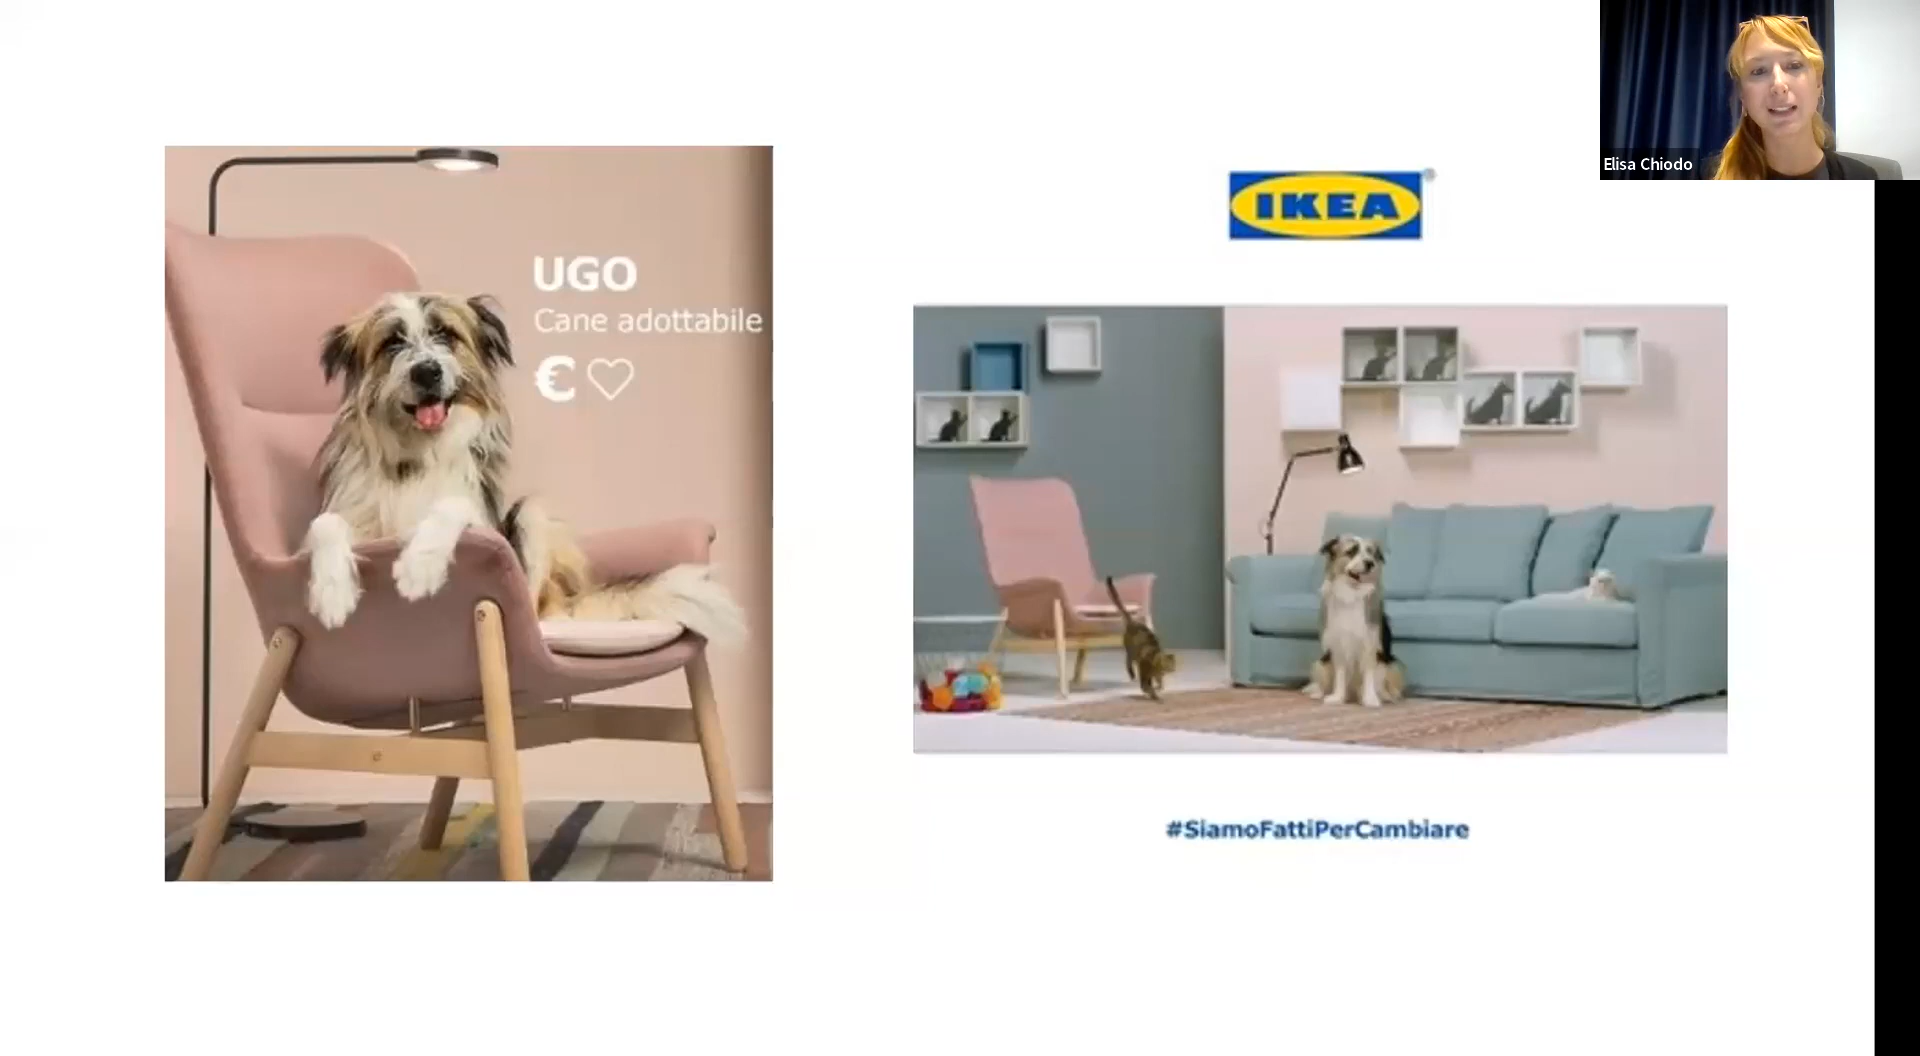 Elisa Chiodo
IKEA
®
UGO
Cane adottabile
€
#SiamoFattiPerCambiare